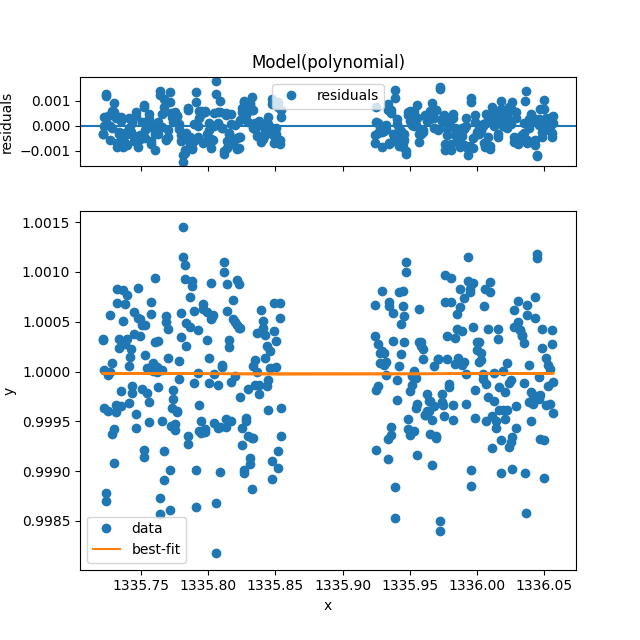 Model(polynomial)
residuals
0.001
0.000
−0.001
residuals
1.0015
1.0010
1.0005
1.0000
0.9995
0.9990
0.9985
y
data
best-fit
1335.75 1335.80 1335.85 1335.90 1335.95 1336.00 1336.05
x